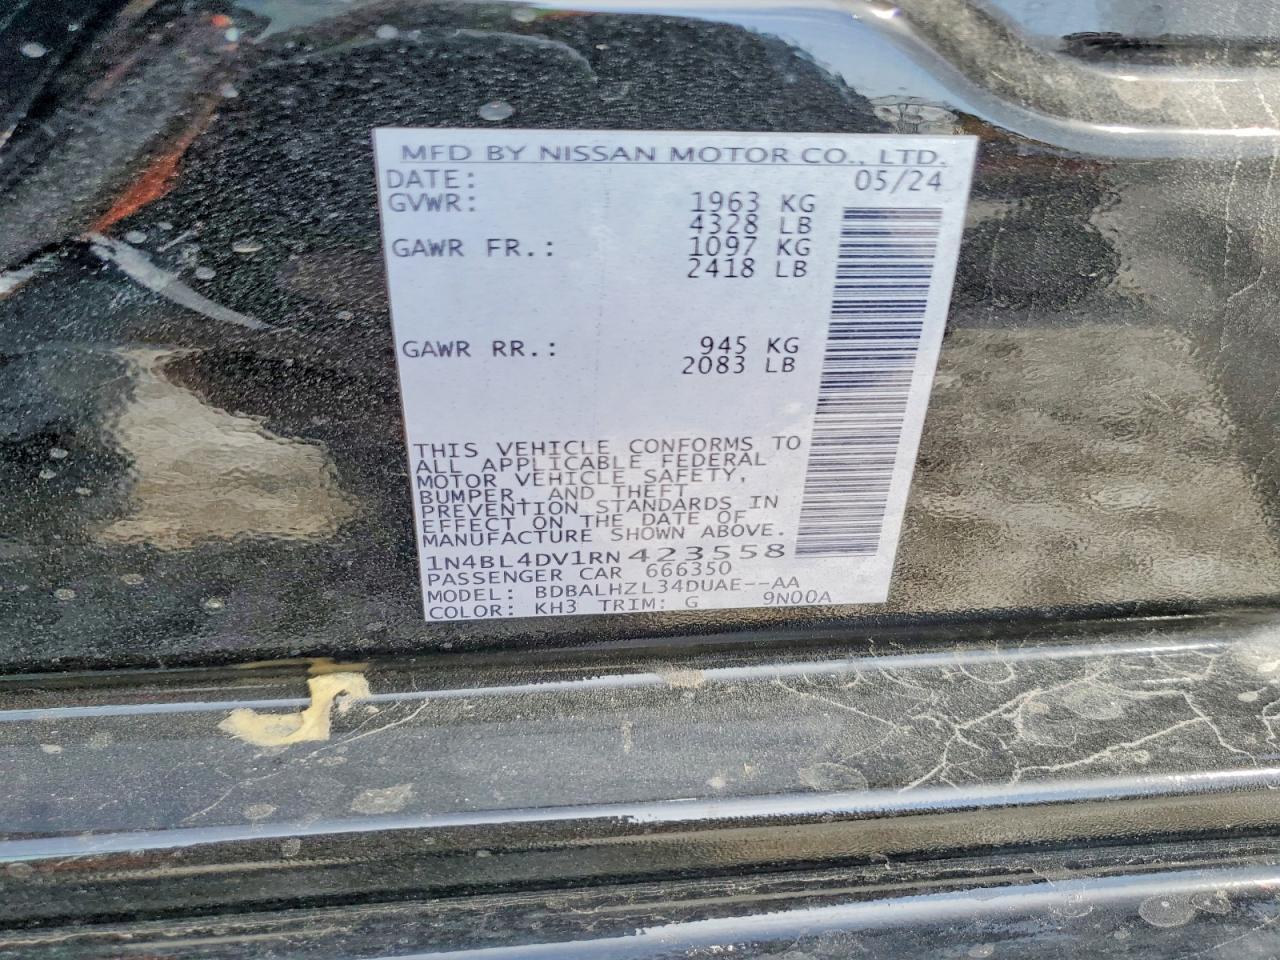 MFD BY NISSAN MOTOR CO., LTD.
DATE: 05/24
GVWR: 1963 KG
4328 LB
GAWR FR.: 1097 KG
2418 LB
GAWR RR.: 945 KG
2083 LB
THIS VEHICLE CONFORMS TO
ALL APPLICABLE FEDERAL
MOTOR VEHICLE SAFETY,
BUMPER, AND THEFT
PREVENTION STANDARDS IN
EFFECT ON THE DATE OF
MANUFACTURE SHOWN ABOVE.
1N4BL4DV1RN423558
PASSENGER CAR 666350
MODEL: BDBALHZL34DUAE--AA
COLOR: KH3 TRIM: G 9N00A